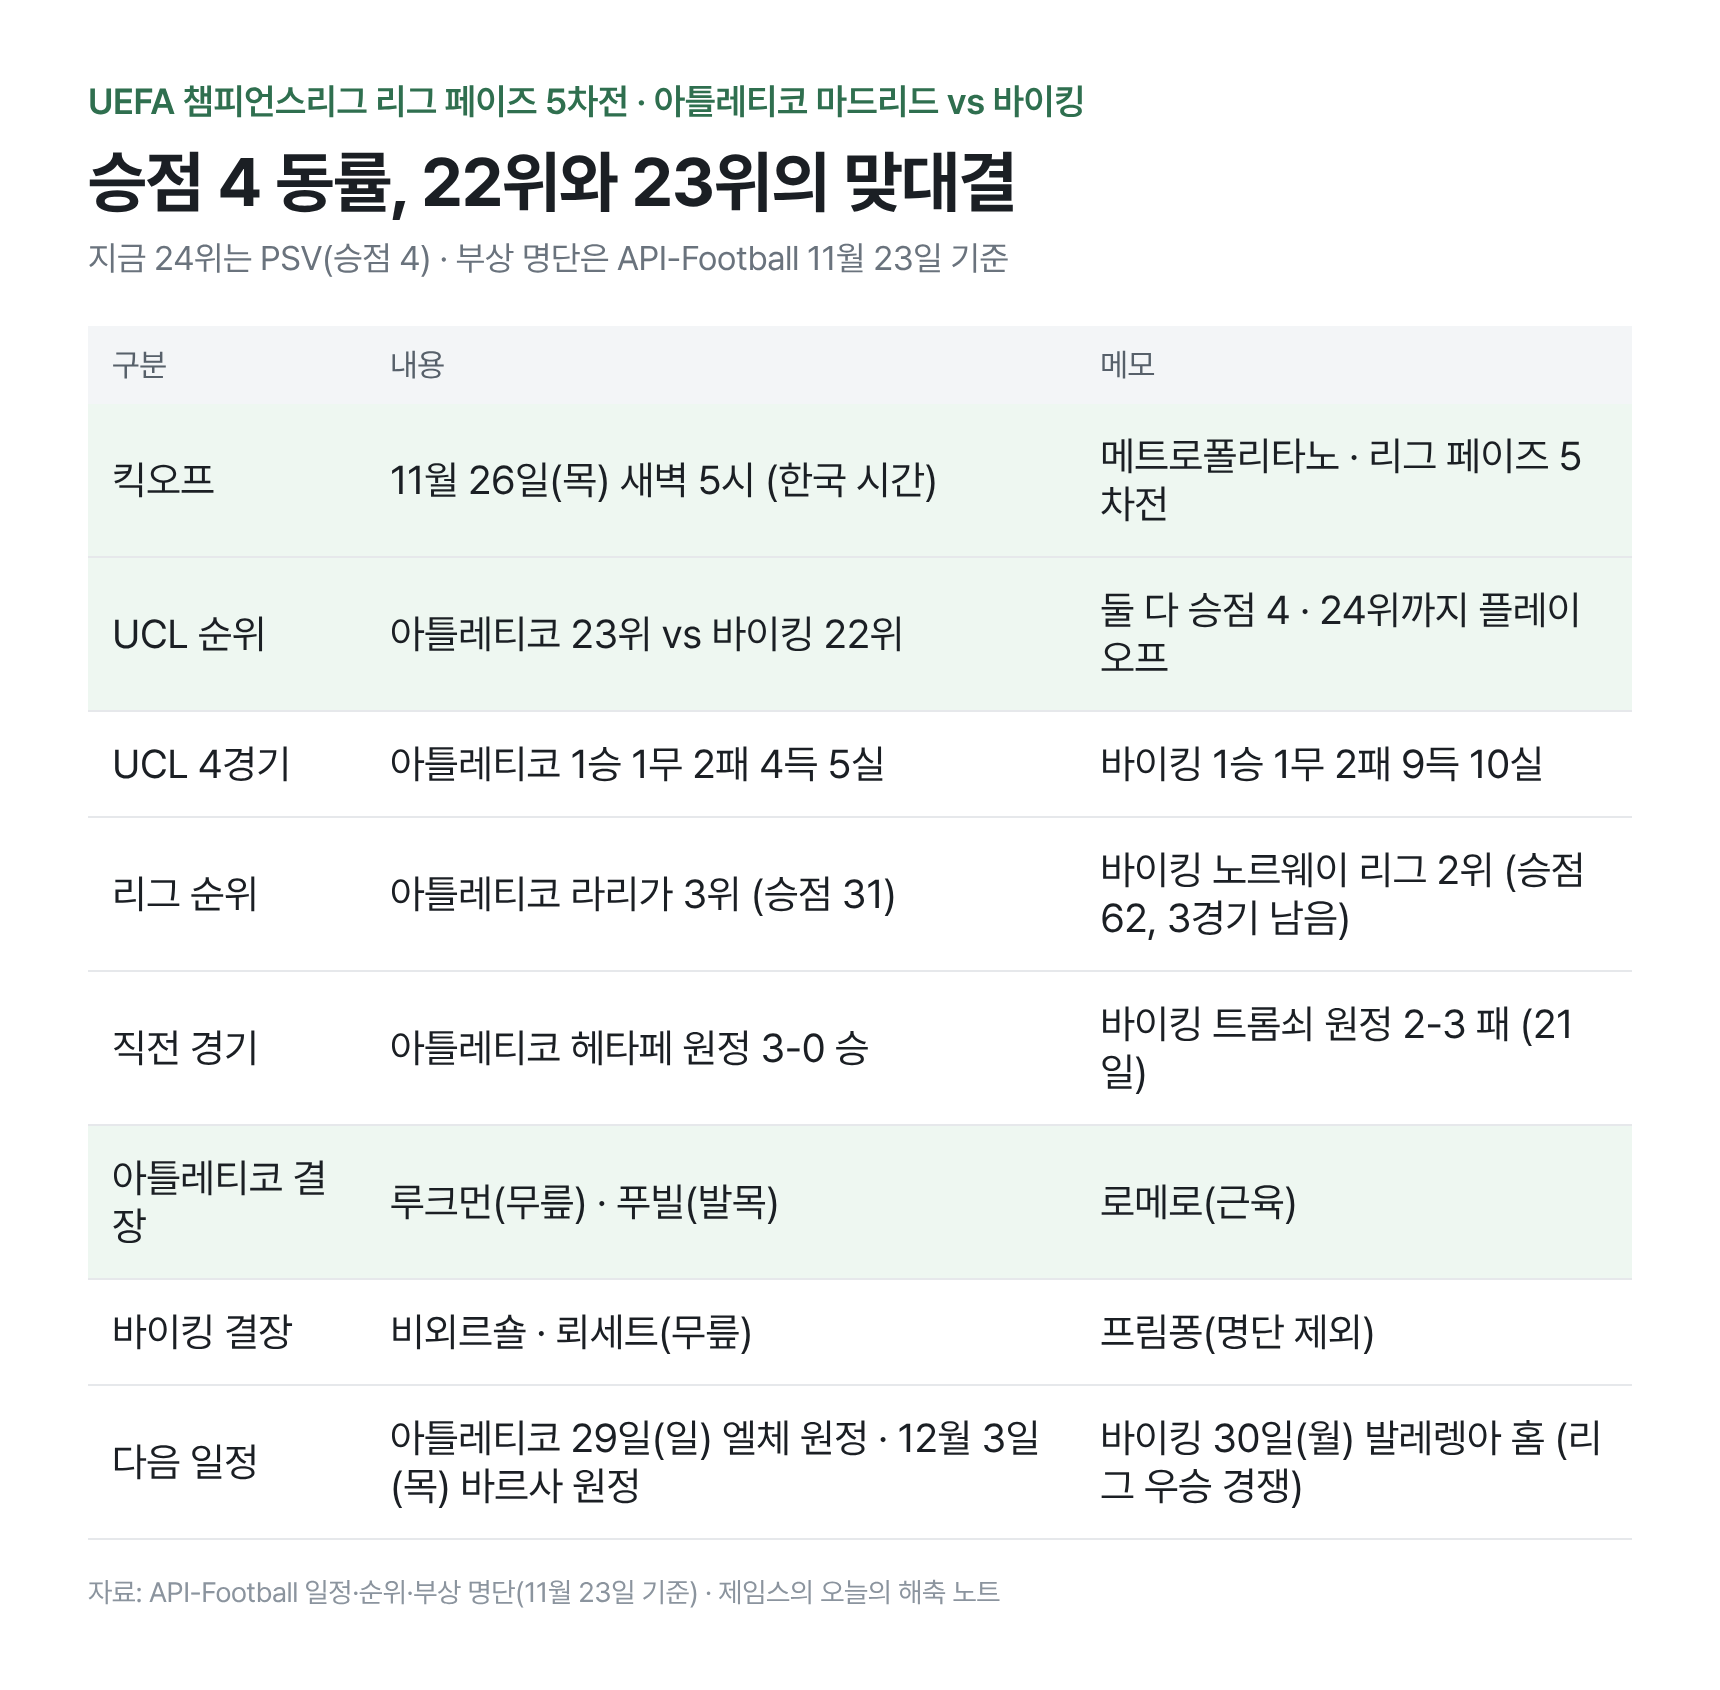 UEFA 챔피언스리그 리그 페이즈 5차전 · 아틀레티코 마드리드 vs 바이킹
승점 4 동률, 22위와 23위의 맞대결
지금 24위는 PSV(승점 4) · 부상 명단은 API-Football 11월 23일 기준
구분 내용 메모
킥오프 11월 26일(목) 새벽 5시 (한국 시간) 메트로폴리타노 · 리그 페이즈 5
차전
UCL 순위 아틀레티코 23위 vs 바이킹 22위 둘 다 승점 4 · 24위까지 플레이
오프
UCL 4경기 아틀레티코 1승 1무 2패 4득 5실 바이킹 1승 1무 2패 9득 10실
리그 순위 아틀레티코 라리가 3위 (승점 31) 바이킹 노르웨이 리그 2위 (승점
62, 3경기 남음)
직전 경기 아틀레티코 헤타페 원정 3-0 승 바이킹 트롬쇠 원정 2-3 패 (21
일)
아틀레티코 결
장 루크먼(무릎) · 푸빌(발목) 로메로(근육)
바이킹 결장 비외르숄 · 뢰세트(무릎) 프림퐁(명단 제외)
다음 일정 아틀레티코 29일(일) 엘체 원정 · 12월 3일
(목) 바르사 원정 바이킹 30일(월) 발레렝아 홈 (리
그 우승 경쟁)
자료: API-Football 일정·순위·부상 명단(11월 23일 기준) · 제임스의 오늘의 해축 노트